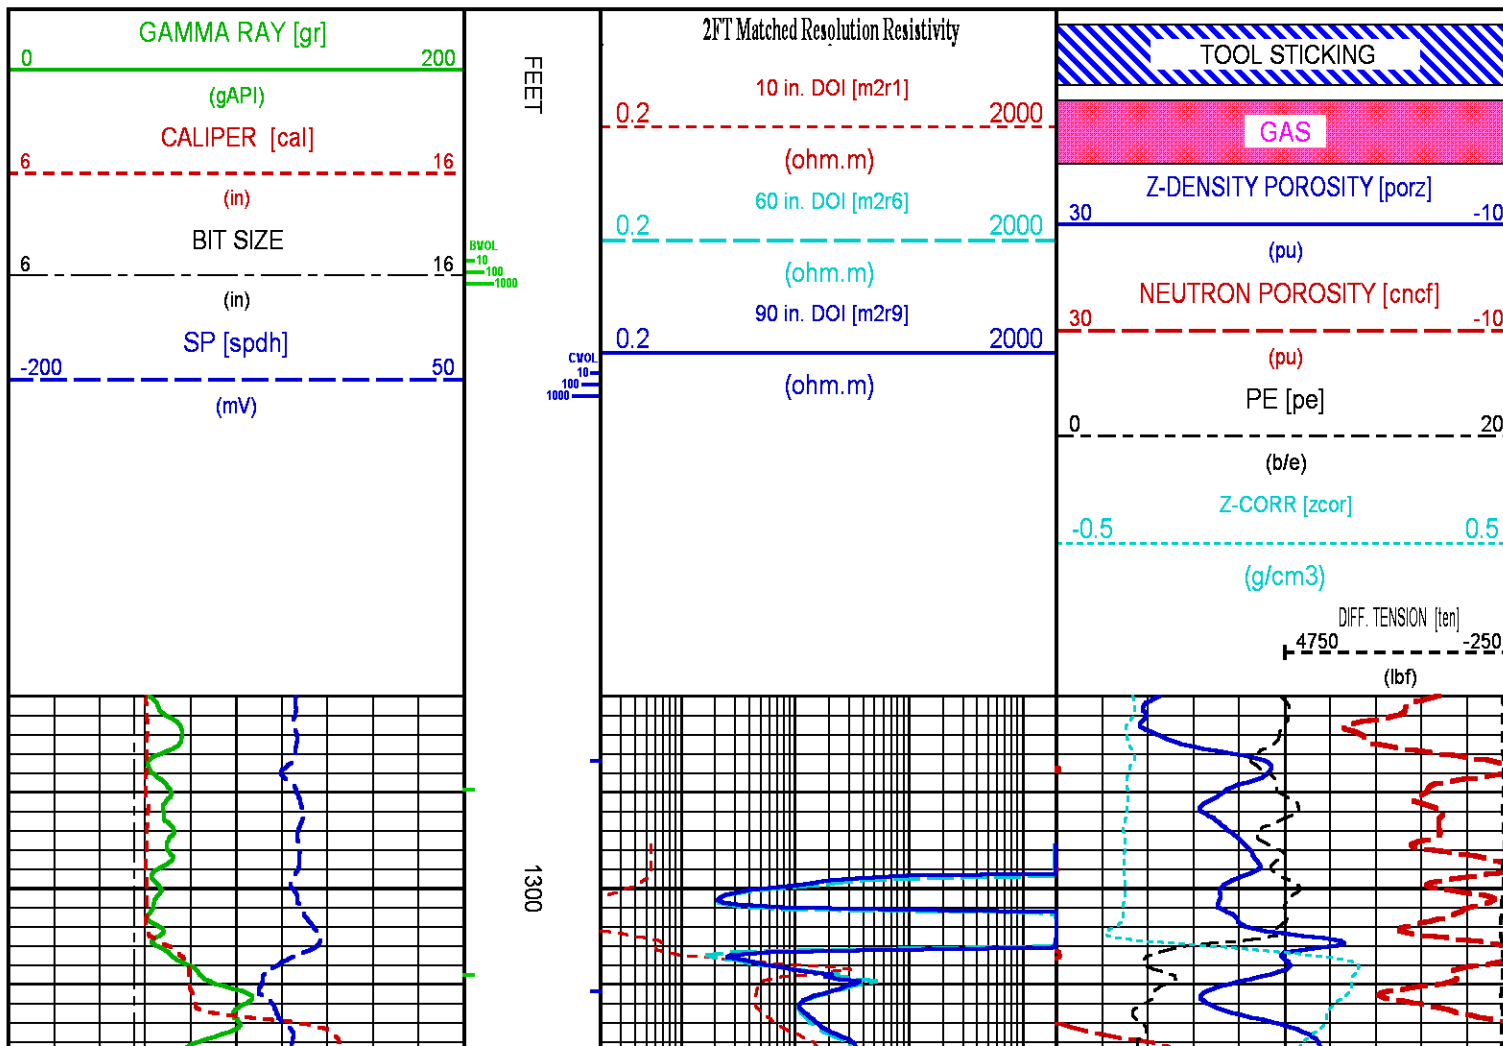 GAMMA RAY [gr]
0 200
(gAPI)
CALIPER [cal]
6 16
(in)
BIT SIZE
6 16
(in)
SP [spdh]
-200 50
(mV)
FEET
BVOL
10
100
1000
CVOL
10
100
1000
1300
2FT Matched Resolution Resistivity
10 in. DOI [m2r1]
0.2 2000
(ohm.m)
60 in. DOI [m2r6]
0.2 2000
(ohm.m)
90 in. DOI [m2r9]
0.2 2000
(ohm.m)
TOOL STICKING
GAS
Z-DENSITY POROSITY [porz]
30 -10
(pu)
NEUTRON POROSITY [cncf]
30 -10
(pu)
PE [pe]
0 20
(b/e)
Z-CORR [zcor]
-0.5 0.5
(g/cm3)
DIFF. TENSION [ten]
4750 -250
(lbf)